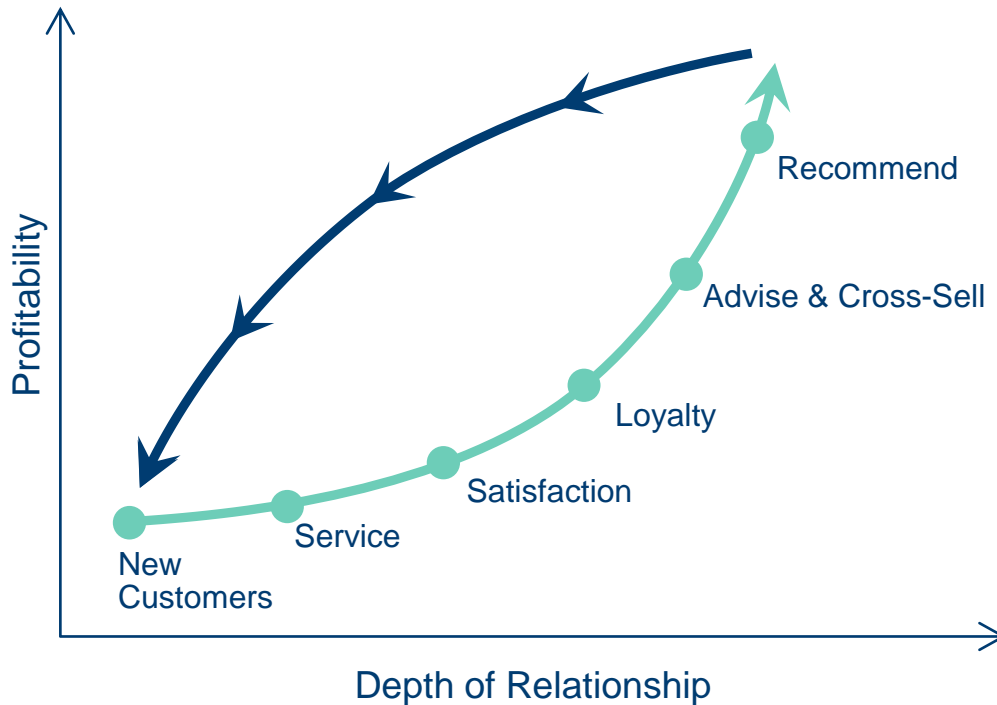 Profitability
Recommend
Advise & Cross-Sell
Loyalty
Satisfaction
Service
New
Customers
Depth of Relationship